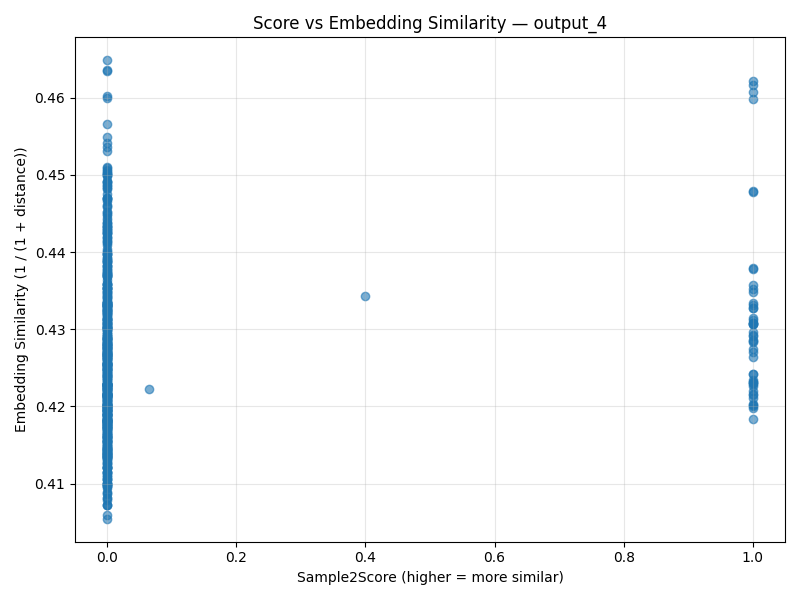 Score vs Embedding Similarity — output_4
Embedding Similarity (1 / (1 + distance))
0.46
0.45
0.44
0.43
0.42
0.41
0.0 0.2 0.4 0.6 0.8 1.0
Sample2Score (higher = more similar)